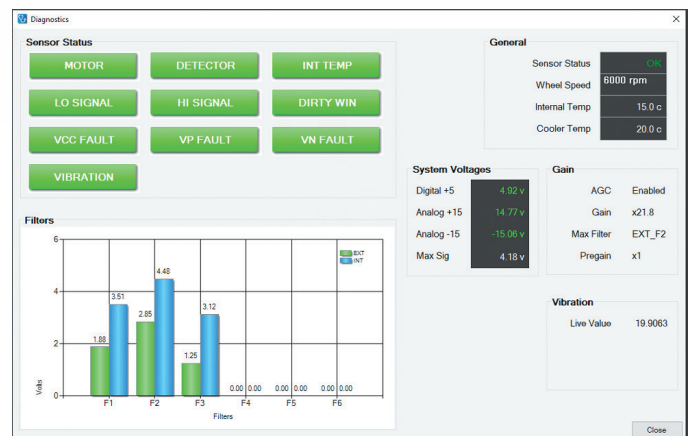 Diagnostics
Sensor Status
MOTOR
DETECTOR
INT TEMP
LO SIGNAL
HI SIGNAL
DIRTY WIN
VCC FAULT
VP FAULT
VN FAULT
VIBRATION
General
Sensor Status OK
Wheel Speed 6000 rpm
Internal Temp 15.0 c
Cooler Temp 20.0 c
System Voltages
Digital +5 4.92 v
Analog +15 14.77 v
Analog -15 -15.06 v
Max Sig 4.18 v
Gain
AGC Enabled
Gain x21.8
Max Filter EXT_F2
Pregain x1
Filters
6
4
2
0
Volts
EXT
INT
1.88
3.51
2.85
4.48
1.25
3.12
0.00 0.00 0.00 0.00 0.00 0.00
F1 F2 F3 F4 F5 F6
Filters
Vibration
Live Value 19.9063
Close